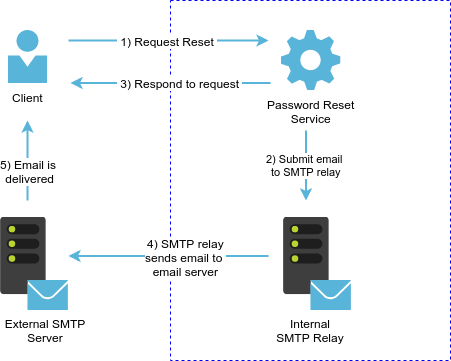 1) Request Reset
3) Respond to request
Client
Password Reset
Service
2) Submit email
to SMTP relay
5) Email is
delivered
4) SMTP relay
sends email to
email server
External SMTP
Server
Internal
SMTP Relay